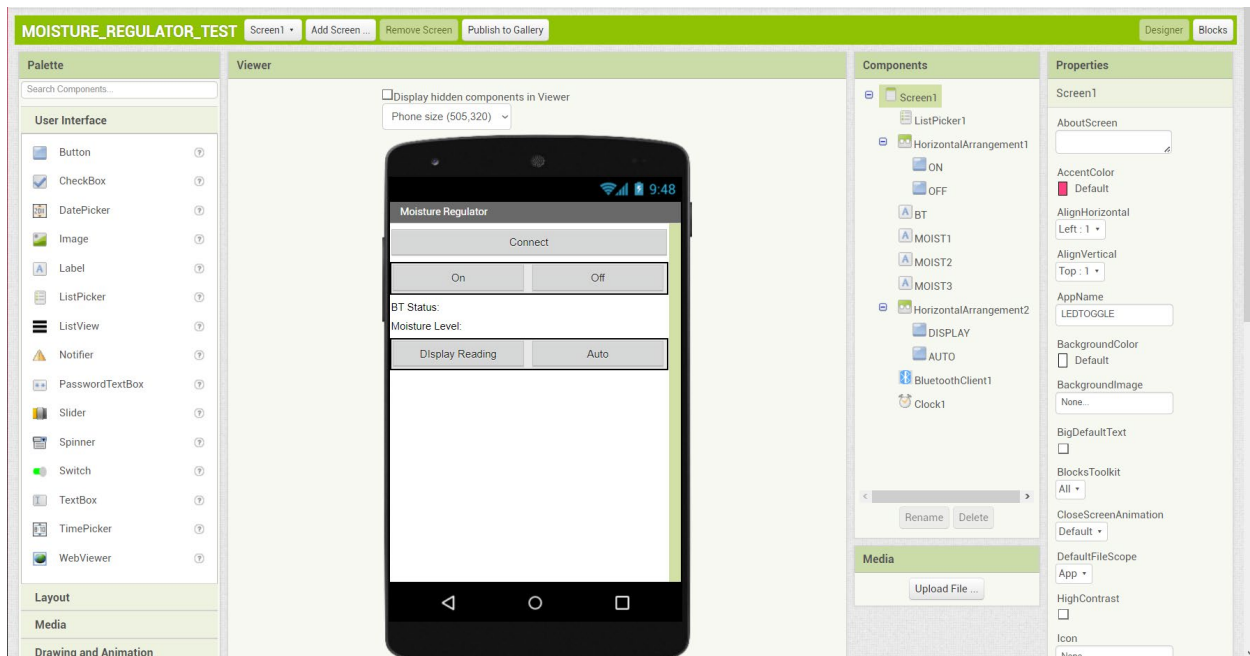 MOISTURE_REGULATOR_TEST Screen1 Add Screen ... Remove Screen Publish to Gallery Designer Blocks
Palette
Search Components...
User Interface
Button
CheckBox
DatePicker
Image
Label
ListPicker
ListView
Notifier
PasswordTextBox
Slider
Spinner
Switch
TextBox
TimePicker
WebViewer
Layout
Media
Drawing and Animation
Viewer
Display hidden components in Viewer
Phone size (505,320)
9:48
Moisture Regulator
Connect
On Off
BT Status:
Moisture Level:
DIsplay Reading Auto
Components
Screen1
ListPicker1
HorizontalArrangement1
ON
OFF
BT
MOIST1
MOIST2
MOIST3
HorizontalArrangement2
DISPLAY
AUTO
BluetoothClient1
Clock1
Rename Delete
Media
Upload File ...
Properties
Screen1
AboutScreen
AccentColor
Default
AlignHorizontal
Left : 1
AlignVertical
Top : 1
AppName
LEDTOGGLE
BackgroundColor
Default
BackgroundImage
None...
BigDefaultText
BlocksToolkit
All
CloseScreenAnimation
Default
DefaultFileScope
App
HighContrast
Icon
None